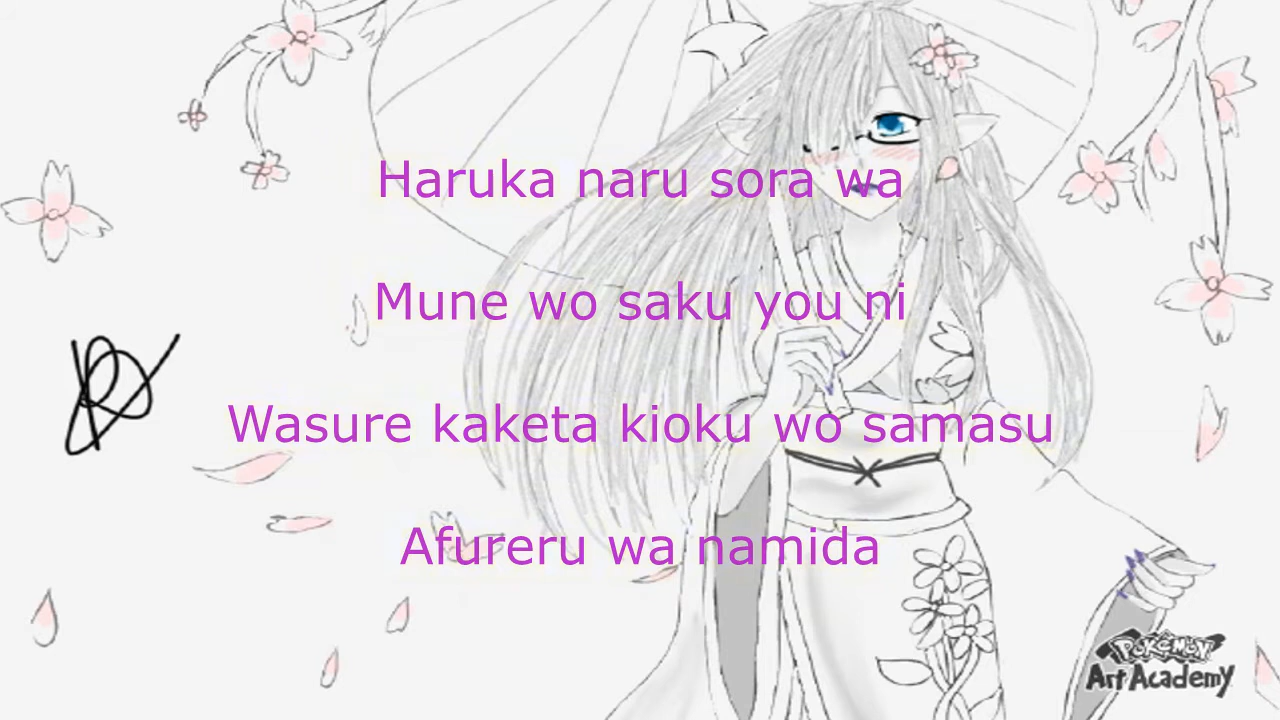 Haruka naru sora wa
Mune wo saku you ni
Wasure kaketa kioku wo samasu
Afureru wa namida
POKéMON
Art Academy